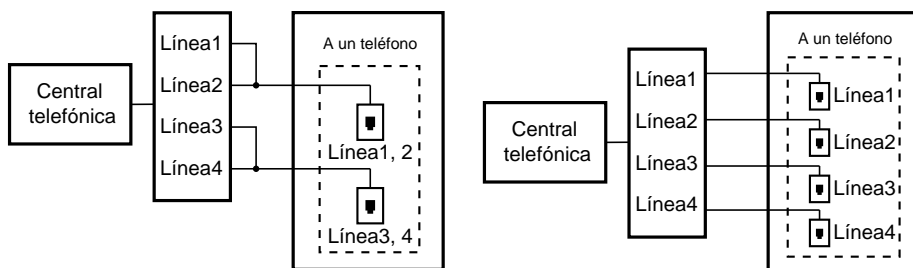 Central
telefónica
Línea1
Línea2
Línea3
Línea4
A un teléfono
Línea1, 2
Línea3, 4
Central
telefónica
Línea1
Línea2
Línea3
Línea4
A un teléfono
Línea1
Línea2
Línea3
Línea4